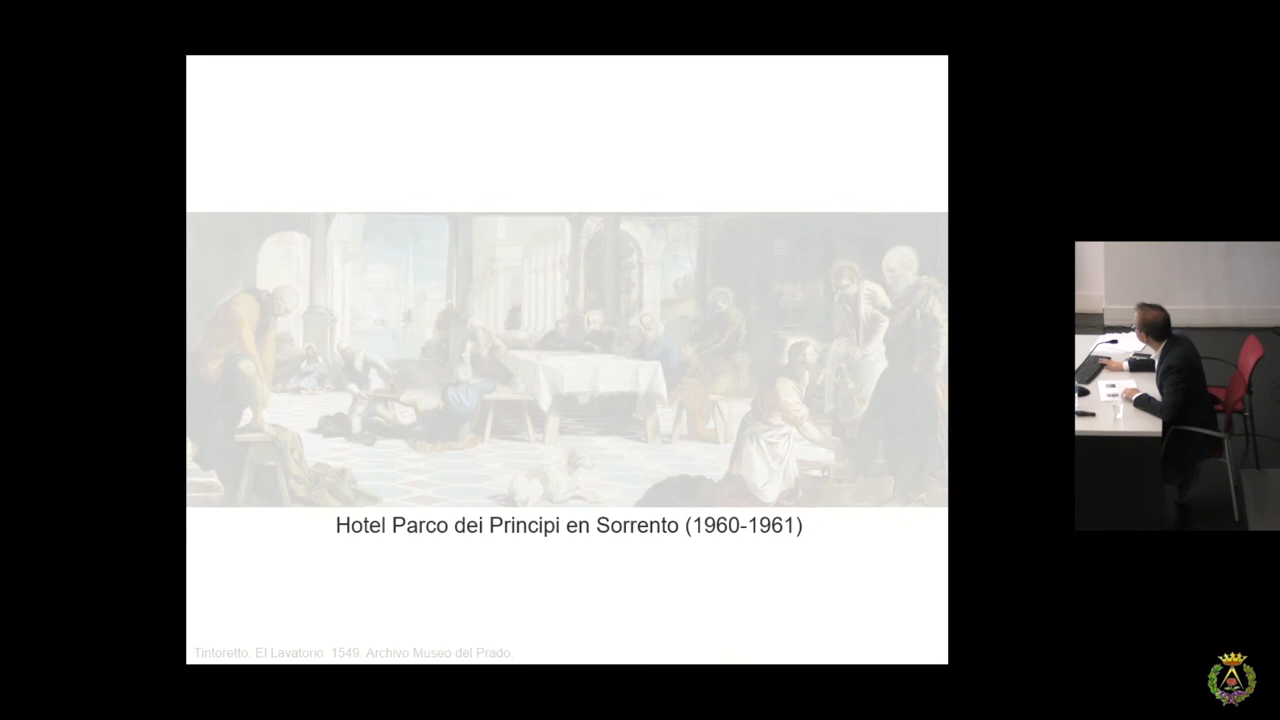 Hotel Parco dei Principi en Sorrento (1960-1961)
Tintoretto. El Lavatorio. 1549. Archivo Museo del Prado.